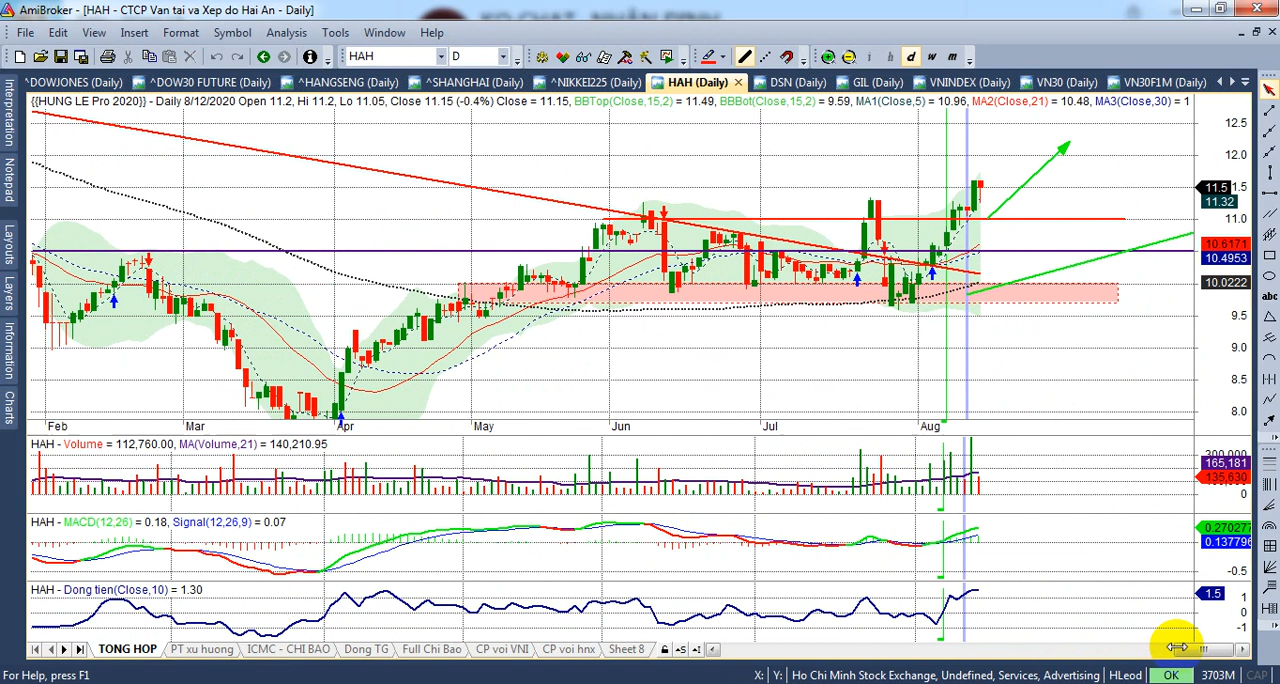 AmiBroker - [HAH - CTCP Van tai va Xep do Hai An - Daily]
File Edit View Insert Format Symbol Analysis Tools Window Help
HAH D i h d w m
^DOWJONES (Daily) ^DOW30 FUTURE (Daily) ^HANGSENG (Daily) ^SHANGHAI (Daily) ^NIKKEI225 (Daily) HAH (Daily) DSN (Daily) GIL (Daily) VNINDEX (Daily) VN30 (Daily) VN30F1M (Daily)
{{HUNG LE Pro 2020}} - Daily 8/12/2020 Open 11.2, Hi 11.2, Lo 11.05, Close 11.15 (-0.4%) Close = 11.15, BBTop(Close,15,2) = 11.49, BBBot(Close,15,2) = 9.59, MA1(Close,5) = 10.96, MA2(Close,21) = 10.48, MA3(Close,30) = 1
Interpretation
Notepad
Layouts
Layers
Information
Charts
abc
12.5
12.0
11.5 1.5
11.32
11.0
10.6171
10.4953
10.0222
9.5
9.0
8.5
8.0
Feb Mar Apr May Jun Jul Aug
HAH - Volume = 112,760.00, MA(Volume,21) = 140,210.95
165,181
135,630
0
HAH - MACD(12,26) = 0.18, Signal(12,26,9) = 0.07
0.270277
0.137796
-0.5
HAH - Dong tien(Close,10) = 1.30
1.5 1
0
-1
TONG HOP PT xu huong ICMC - CHI BAO Dong TG Full Chi Bao CP voi VNI CP voi hnx Sheet 8
For Help, press F1 X: Y: Ho Chi Minh Stock Exchange, Undefined, Services, Advertising HLeod OK 3703M CAP